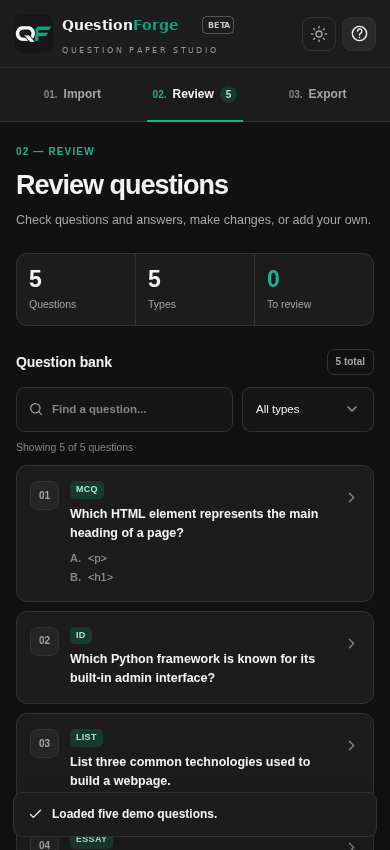 QF QuestionForge BETA
QUESTION PAPER STUDIO
01. Import 02. Review 5 03. Export
02 — REVIEW
Review questions
Check questions and answers, make changes, or add your own.
5 5 0
Questions Types To review
Question bank 5 total
Find a question... All types
Showing 5 of 5 questions
01 MCQ
Which HTML element represents the main
heading of a page?
A. <p>
B. <h1>
02 ID
Which Python framework is known for its
built-in admin interface?
03 LIST
List three common technologies used to
build a webpage.
Loaded five demo questions.
04 ESSAY